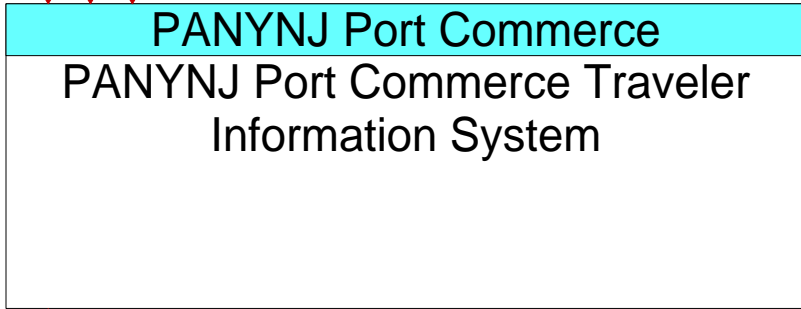 PANYNJ Port Commerce
PANYNJ Port Commerce Traveler
Information System